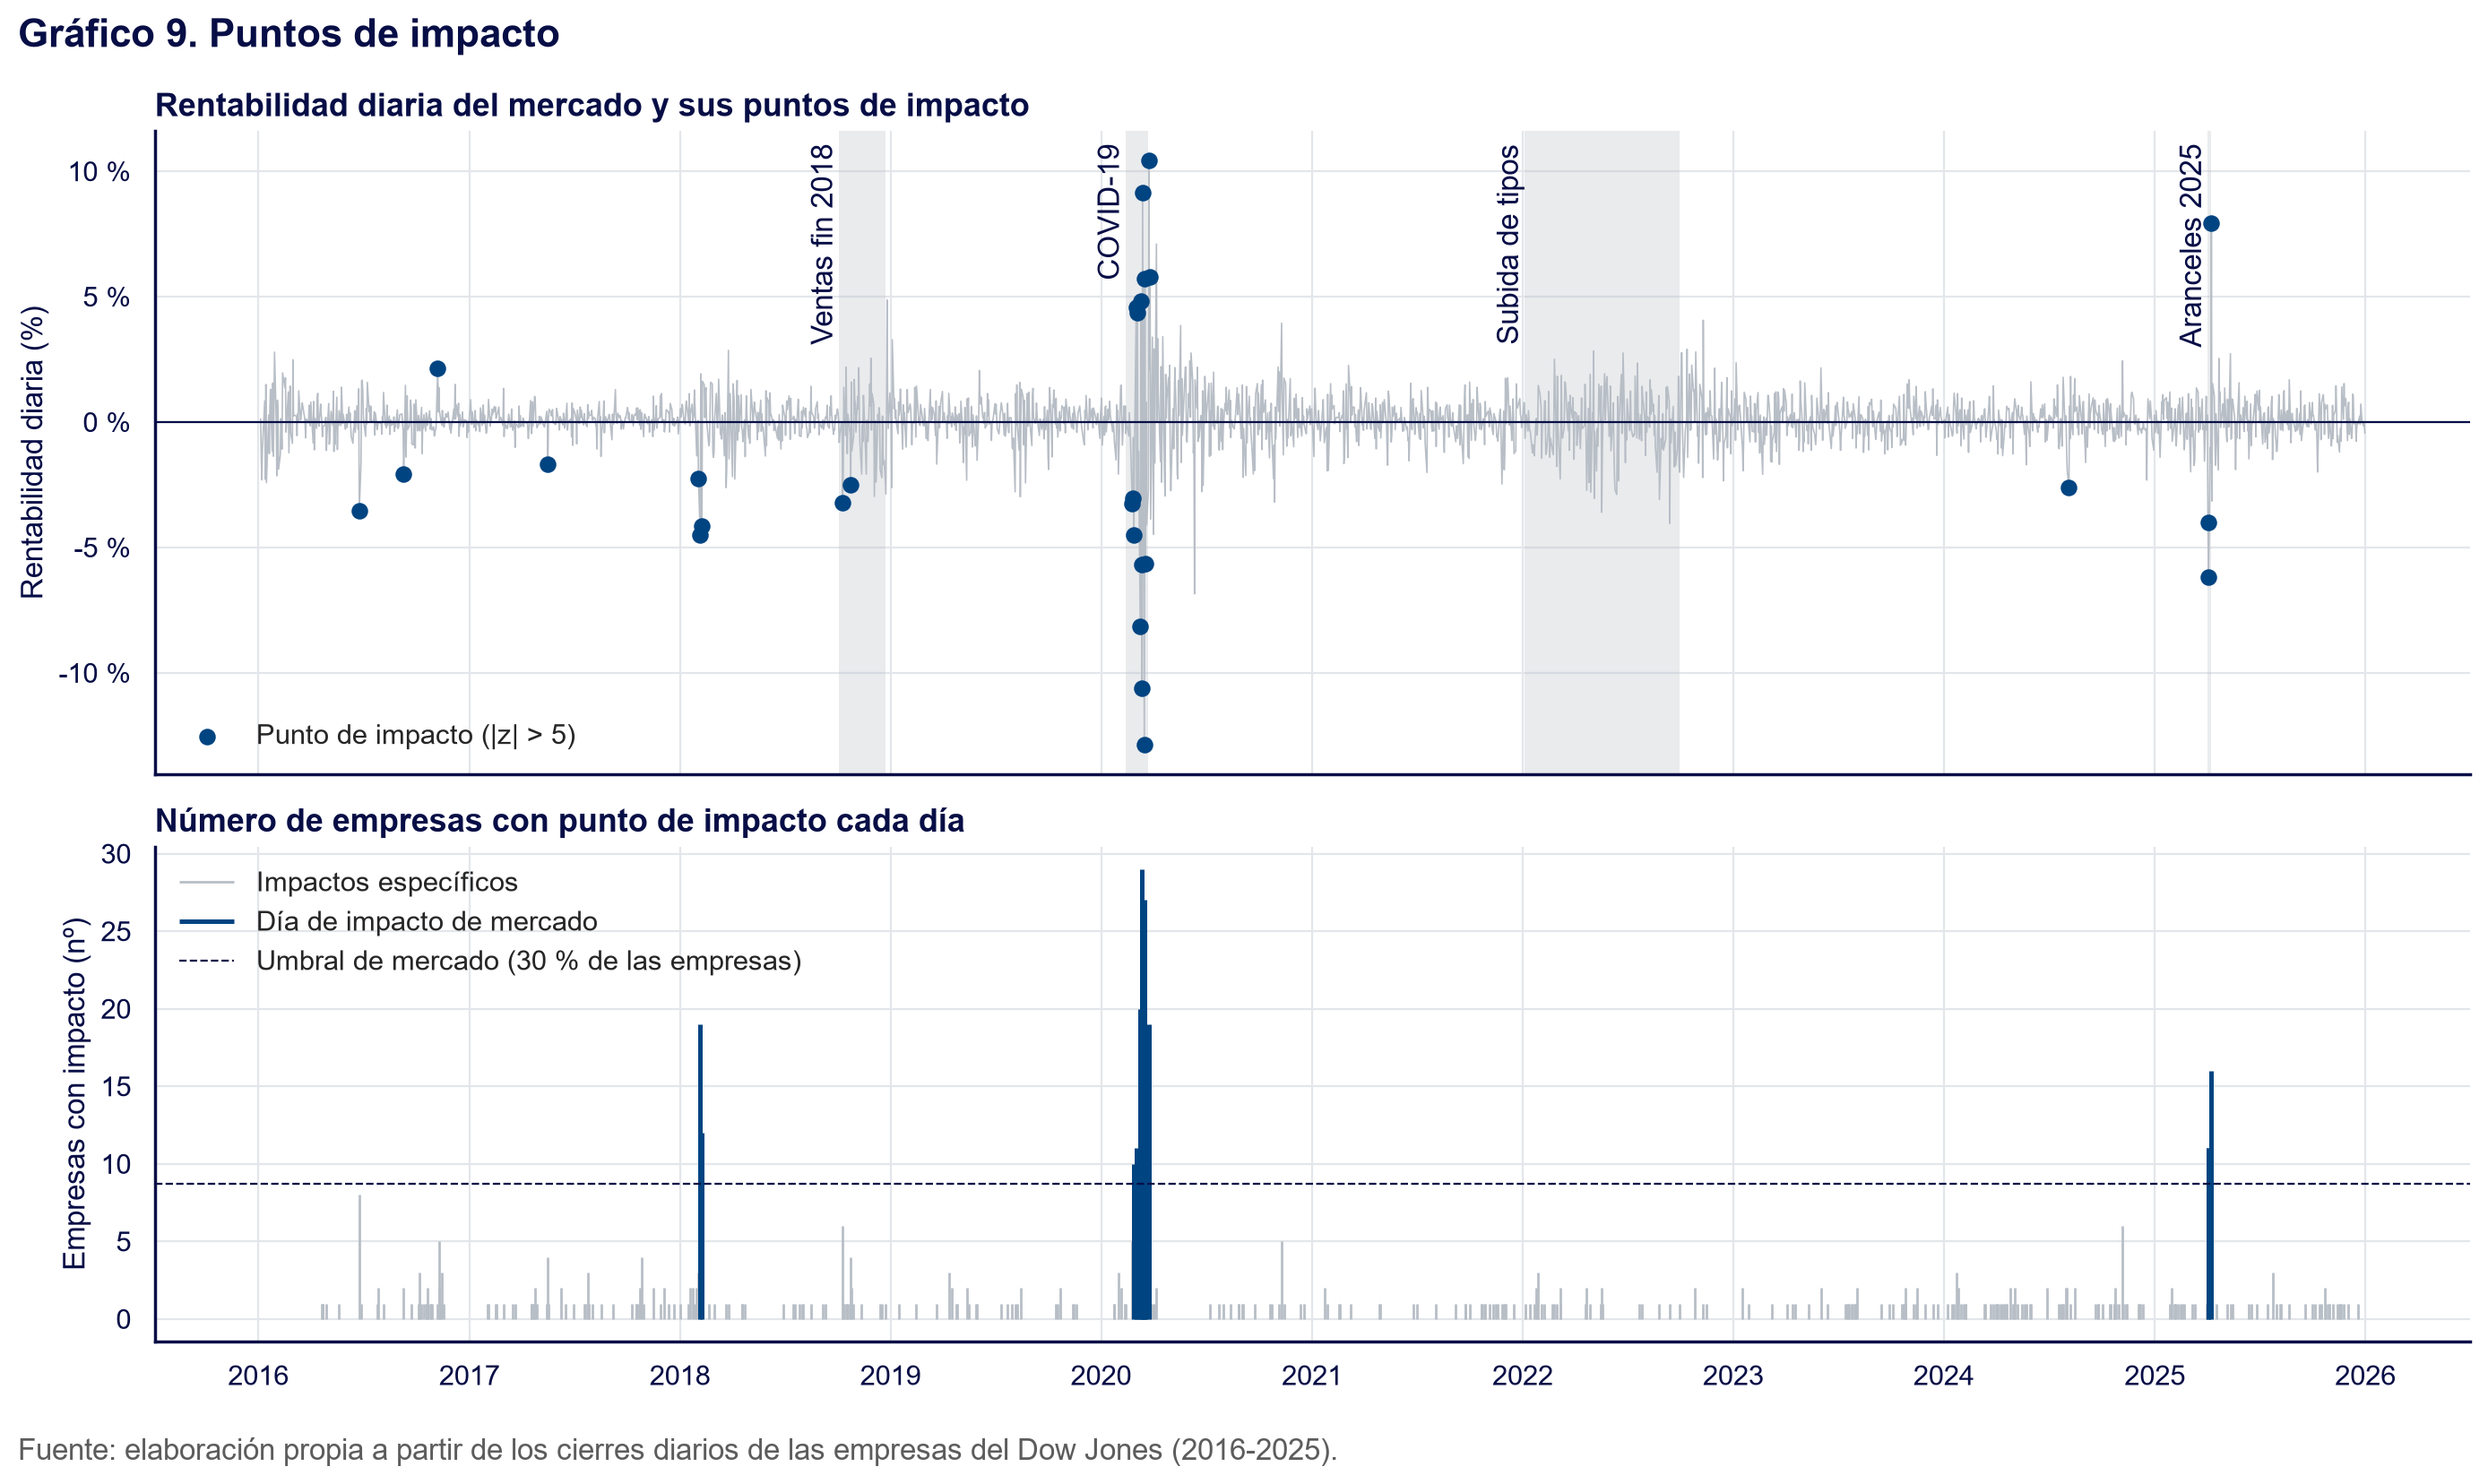 Gráfico 9. Puntos de impacto
Rentabilidad diaria del mercado y sus puntos de impacto
Rentabilidad diaria (%)
10 %
5 %
0 %
-5 %
-10 %
Ventas fin 2018
COVID-19
Subida de tipos
Aranceles 2025
Punto de impacto (|z| > 5)
Número de empresas con punto de impacto cada día
Empresas con impacto (nº)
30
25
20
15
10
5
0
Impactos específicos
Día de impacto de mercado
Umbral de mercado (30 % de las empresas)
2016 2017 2018 2019 2020 2021 2022 2023 2024 2025 2026
Fuente: elaboración propia a partir de los cierres diarios de las empresas del Dow Jones (2016-2025).